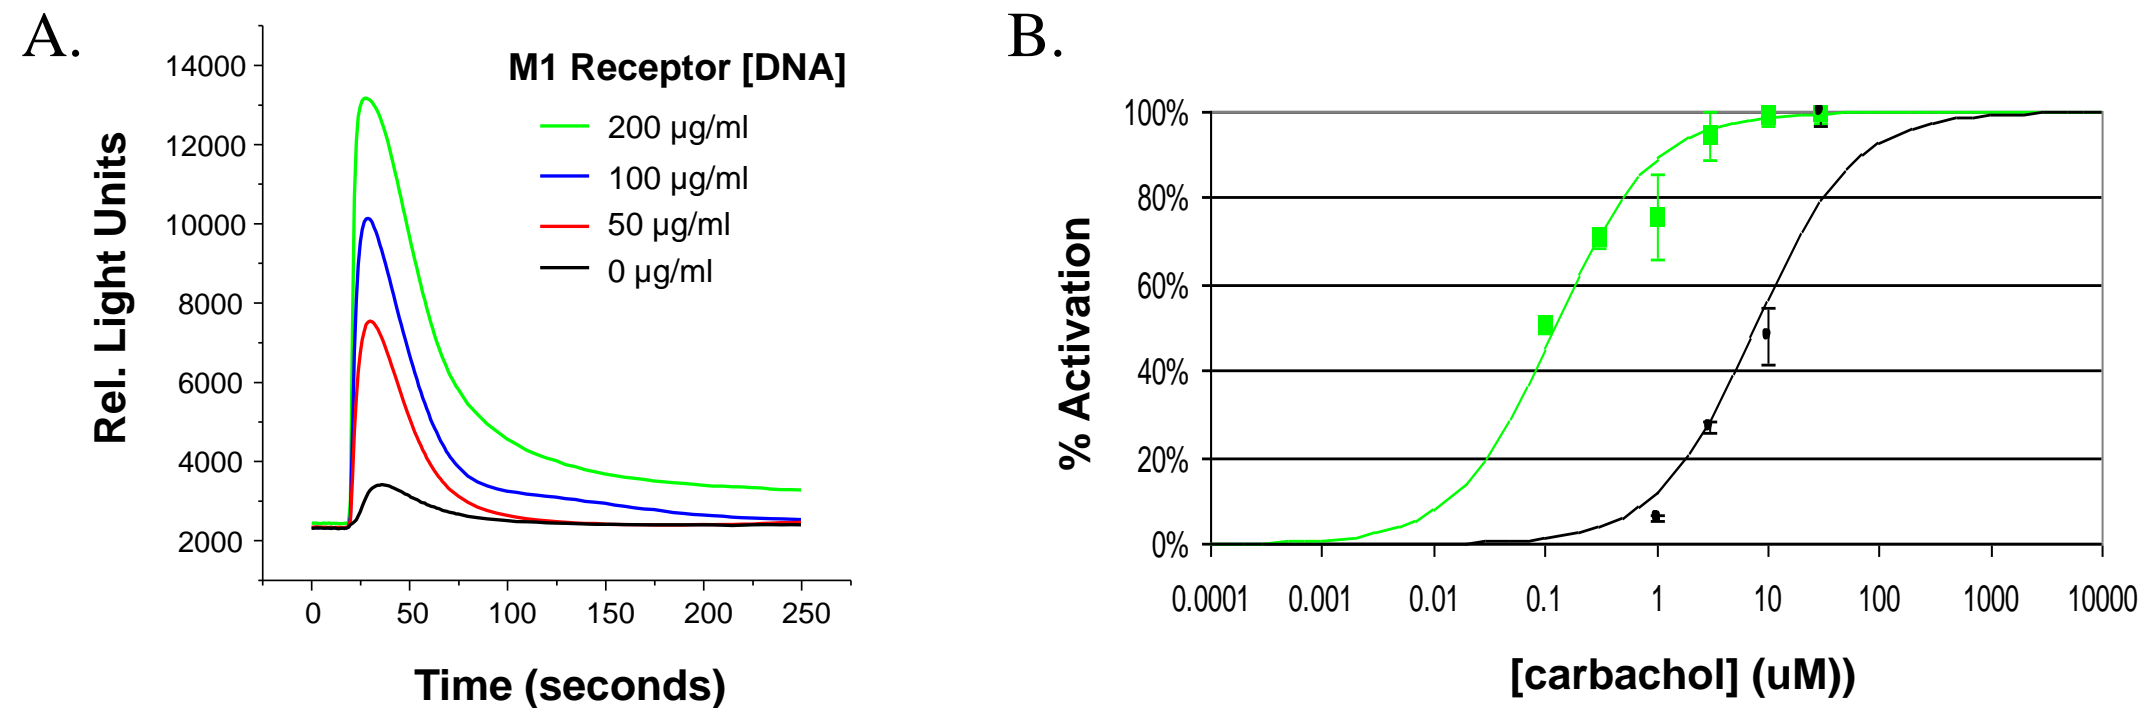 A.
M1 Receptor [DNA]
200 µg/ml
100 µg/ml
50 µg/ml
0 µg/ml
Rel. Light Units
14000
12000
10000
8000
6000
4000
2000
0 50 100 150 200 250
Time (seconds)
B.
% Activation
100%
80%
60%
40%
20%
0%
0.0001 0.001 0.01 0.1 1 10 100 1000 10000
[carbachol] (uM))